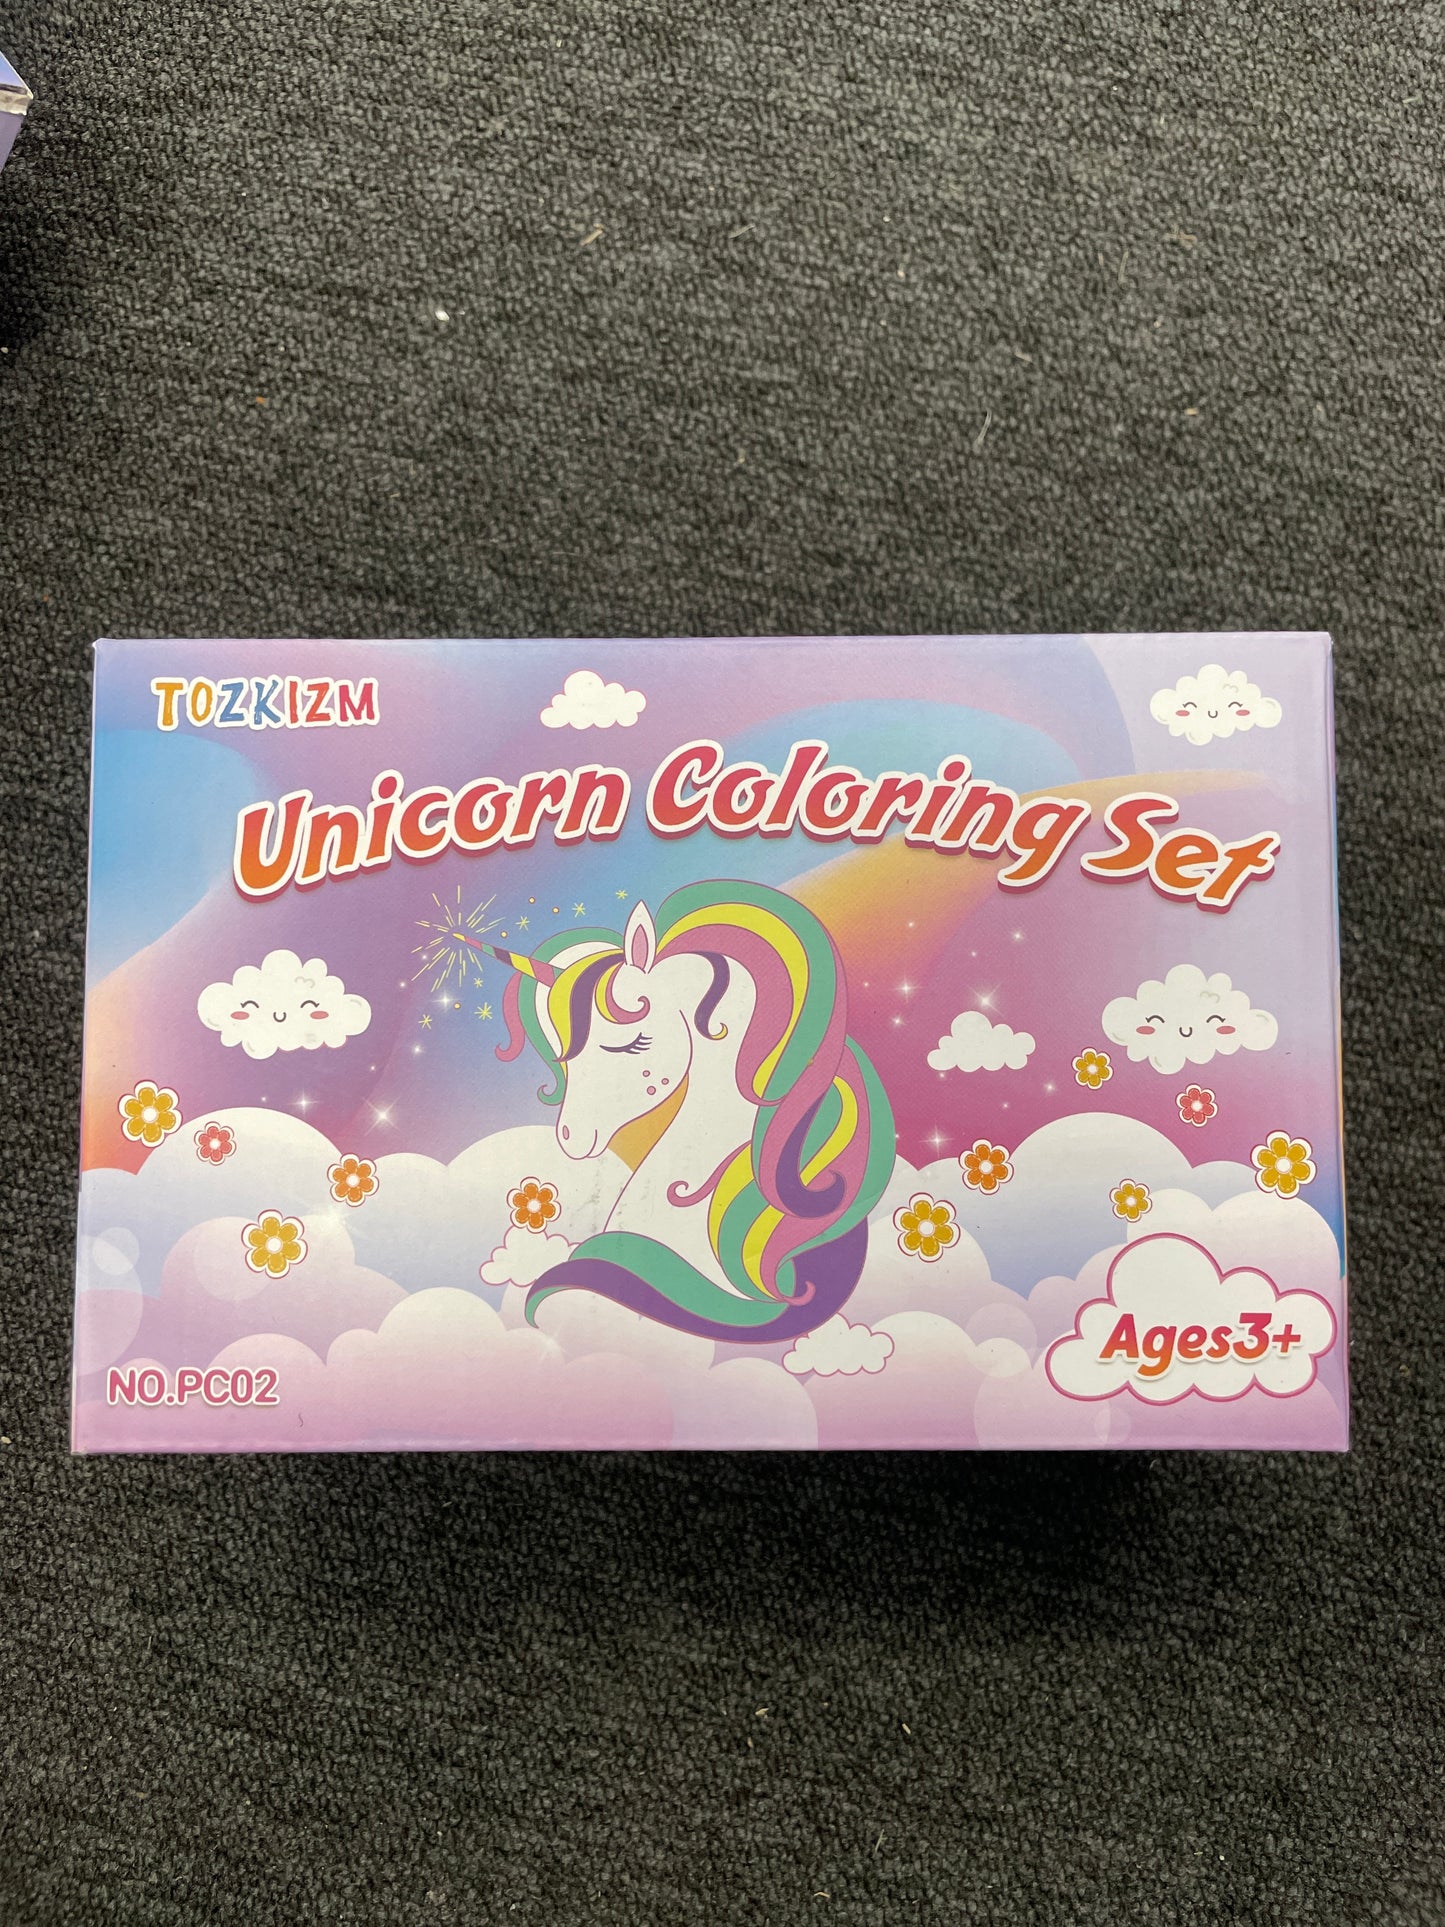 TOZKIZM
Unicorn Coloring Set
Ages3+
NO.PC02